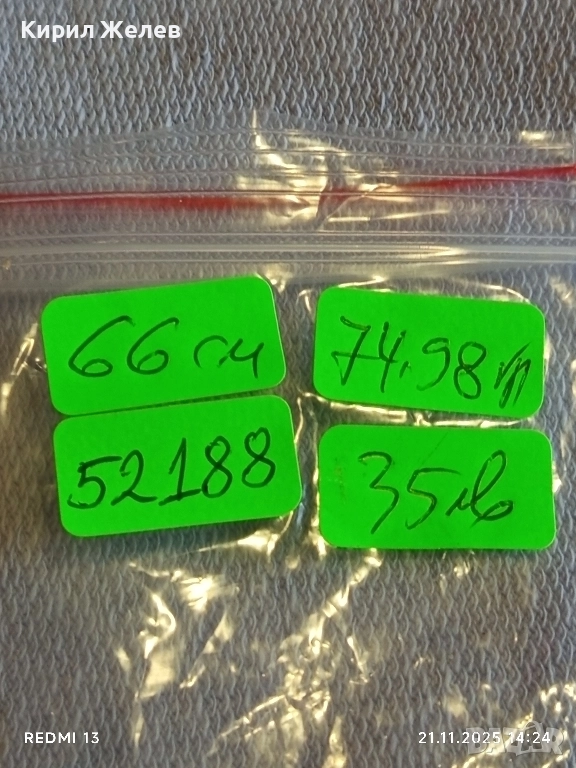 Кирил Желев
66 см
74,98 гр
52188
35 лв
REDMI 13
21.11.2025 14:24